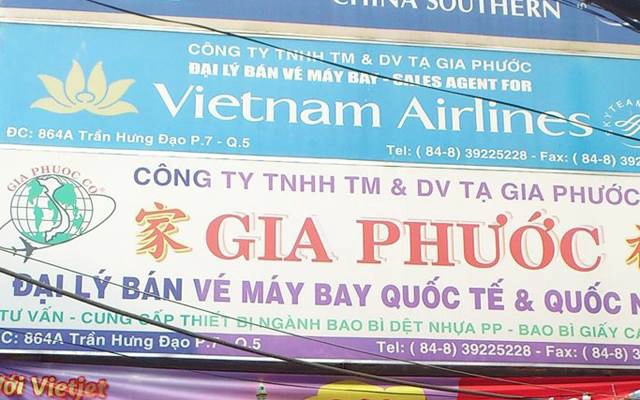 CHINA SOUTHERN
CÔNG TY TNHH TM & DV TẠ GIA PHƯỚC
ĐẠI LÝ BÁN VÉ MÁY BAY - SALES AGENT FOR
Vietnam Airlines
KYTEAM
ĐC: 864A Trần Hưng Đạo P.7 - Q.5
Tel: ( 84-8) 39225228 - Fax: ( 84-8) 39
GIA PHUOC CO
CÔNG TY TNHH TM & DV TẠ GIA PHƯỚC
家 GIA PHƯỚC
ĐẠI LÝ BÁN VÉ MÁY BAY QUỐC TẾ & QUỐC
TƯ VẤN - CUNG CẤP THIẾT BỊ NGÀNH BAO BÌ DỆT NHỰA PP - BAO BÌ GIẤY
ĐC: 864A Trần Hưng Đạo P.7 - Q.5
Tel: ( 84-8) 39225228 - Fax: ( 84-8) 3
Vietjet